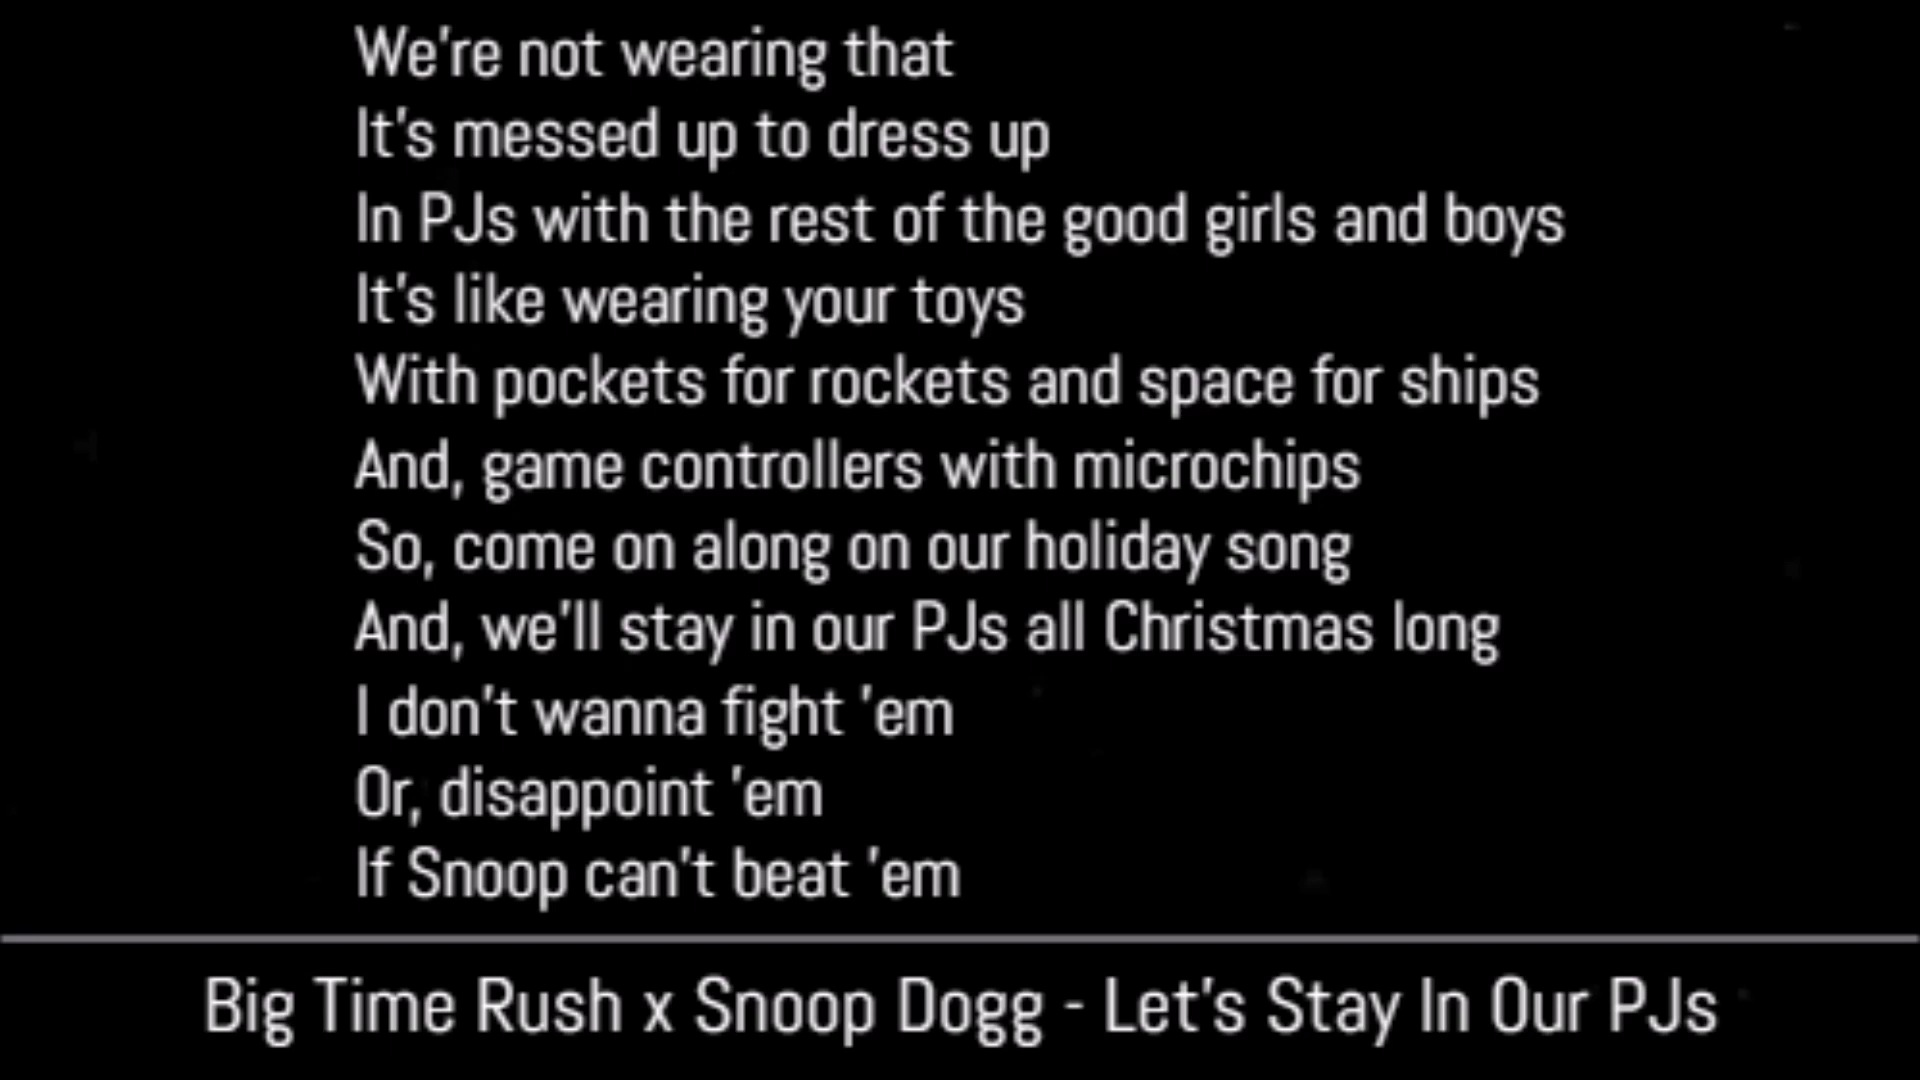 We're not wearing that
It's messed up to dress up
In PJs with the rest of the good girls and boys
It's like wearing your toys
With pockets for rockets and space for ships
And, game controllers with microchips
So, come on along on our holiday song
And, we'll stay in our PJs all Christmas long
I don't wanna fight 'em
Or, disappoint 'em
If Snoop can't beat 'em
Big Time Rush x Snoop Dogg - Let's Stay In Our PJs